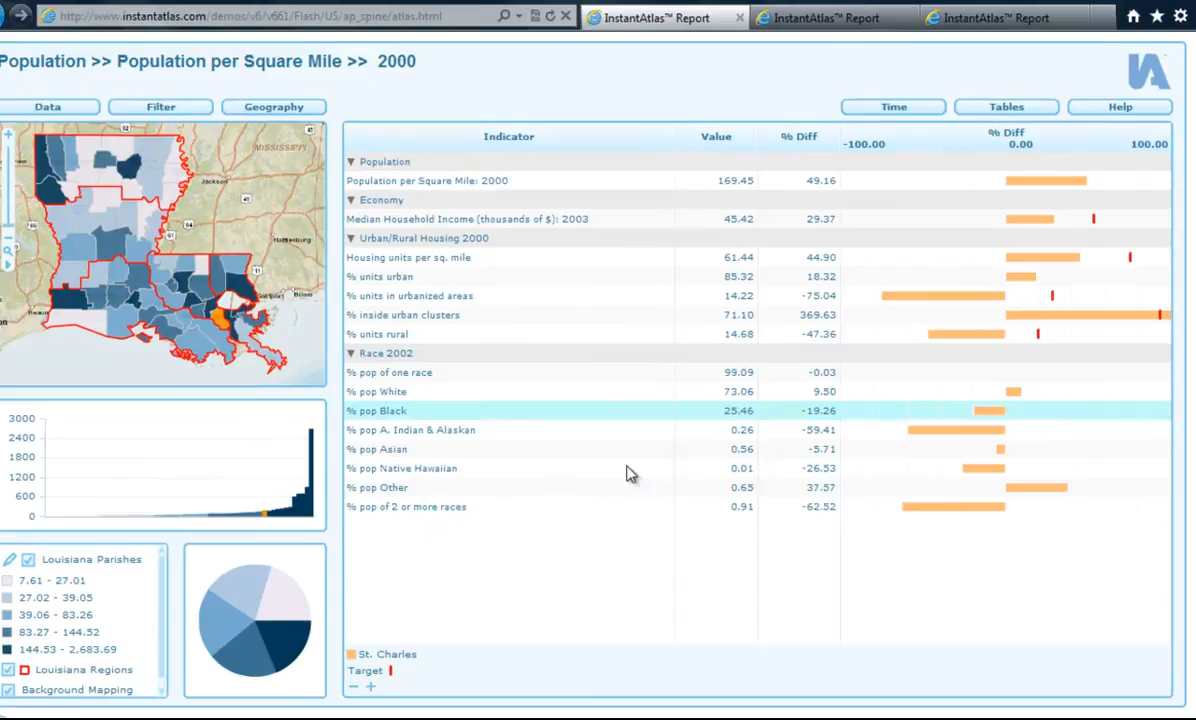 http://www.instantatlas.com/demos/v6/v661/Flash/US/ap_spine/atlas.html
InstantAtlas™ Report
InstantAtlas™ Report
InstantAtlas™ Report
Population >> Population per Square Mile >> 2000
IA
Data Filter Geography
Time Tables Help
Indicator Value % Diff % Diff
-100.00 0.00 100.00
Population
Population per Square Mile: 2000 169.45 49.16
Economy
Median Household Income (thousands of $): 2003 45.42 29.37
Urban/Rural Housing 2000
Housing units per sq. mile 61.44 44.90
% units urban 85.32 18.32
% units in urbanized areas 14.22 -75.04
% inside urban clusters 71.10 369.63
% units rural 14.68 -47.36
Race 2002
% pop of one race 99.09 -0.03
% pop White 73.06 9.50
% pop Black 25.46 -19.26
% pop A. Indian & Alaskan 0.26 -59.41
% pop Asian 0.56 -5.71
% pop Native Hawaiian 0.01 -26.53
% pop Other 0.65 37.57
% pop of 2 or more races 0.91 -62.52
St. Charles
Target
MISSISSIPPI
Jackson
Hattiesburg
3000
2400
1800
1200
600
0
Louisiana Parishes
7.61 - 27.01
27.02 - 39.05
39.06 - 83.26
83.27 - 144.52
144.53 - 2,683.69
Louisiana Regions
Background Mapping